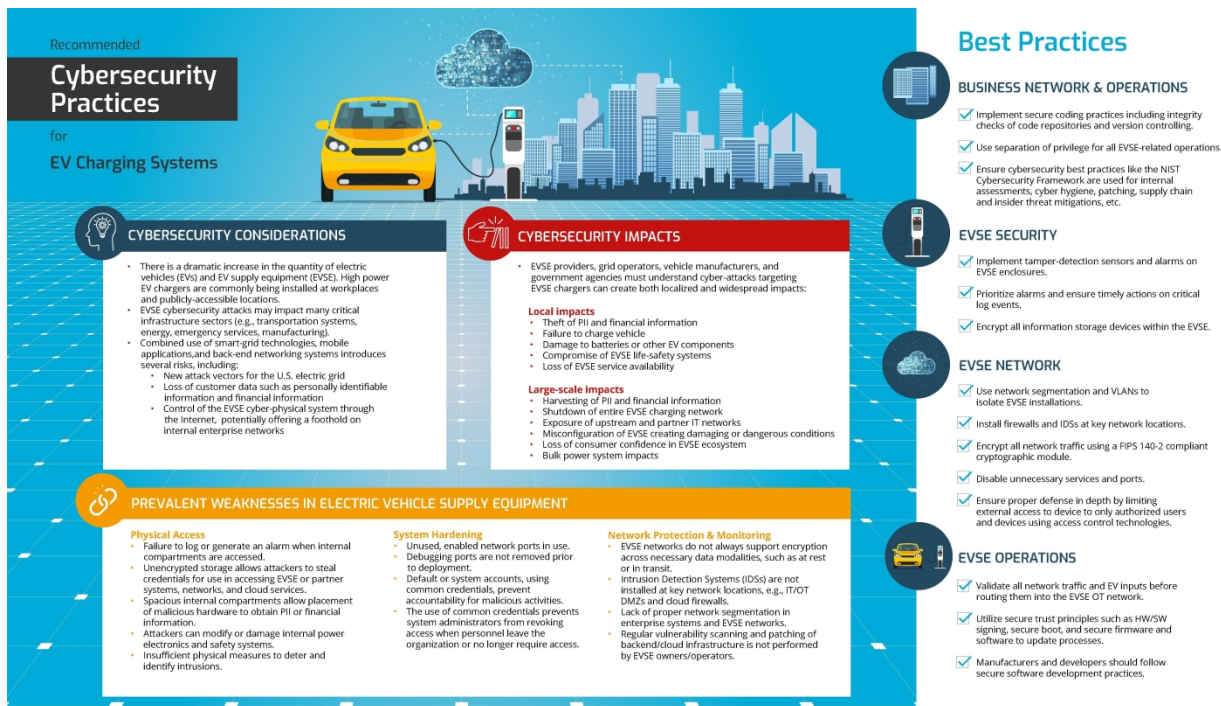 Recommended
Cybersecurity
Practices
for
EV Charging Systems
CYBERSECURITY CONSIDERATIONS
• There is a dramatic increase in the quantity of electric
vehicles (EVs) and EV supply equipment (EVSE). High power
EV chargers are commonly being installed at workplaces
and publicly-accessible locations.
• EVSE cybersecurity attacks may impact many critical
infrastructure sectors (e.g., transportation systems,
energy, emergency services, manufacturing).
• Combined use of smart-grid technologies, mobile
applications,and back-end networking systems introduces
several risks, including:
• New attack vectors for the U.S. electric grid
• Loss of customer data such as personally identifiable
information and financial information
• Control of the EVSE cyber-physical system through
the Internet, potentially offering a foothold on
internal enterprise networks
CYBERSECURITY IMPACTS
• EVSE providers, grid operators, vehicle manufacturers, and
government agencies must understand cyber-attacks targeting
EVSE chargers can create both localized and widespread impacts:
Local impacts
• Theft of PII and financial information
• Failure to charge vehicle
• Damage to batteries or other EV components
• Compromise of EVSE life-safety systems
• Loss of EVSE service availability
Large-scale impacts
• Harvesting of PII and financial information
• Shutdown of entire EVSE charging network
• Exposure of upstream and partner IT networks
• Misconfiguration of EVSE creating damaging or dangerous conditions
• Loss of consumer confidence in EVSE ecosystem
• Bulk power system impacts
PREVALENT WEAKNESSES IN ELECTRIC VEHICLE SUPPLY EQUIPMENT
Physical Access
• Failure to log or generate an alarm when internal
compartments are accessed.
• Unencrypted storage allows attackers to steal
credentials for use in accessing EVSE or partner
systems, networks, and cloud services.
• Spacious internal compartments allow placement
of malicious hardware to obtain PII or financial
information.
• Attackers can modify or damage internal power
electronics and safety systems.
• Insufficient physical measures to deter and
identify intrusions.
System Hardening
• Unused, enabled network ports in use.
• Debugging ports are not removed prior
to deployment.
• Default or system accounts, using
common credentials, prevent
accountability for malicious activities.
• The use of common credentials prevents
system administrators from revoking
access when personnel leave the
organization or no longer require access.
Network Protection & Monitoring
• EVSE networks do not always support encryption
across necessary data modalities, such as at rest
or in transit.
• Intrusion Detection Systems (IDSs) are not
installed at key network locations, e.g., IT/OT
DMZs and cloud firewalls.
• Lack of proper network segmentation in
enterprise systems and EVSE networks.
• Regular vulnerability scanning and patching of
backend/cloud infrastructure is not performed
by EVSE owners/operators.
Best Practices
BUSINESS NETWORK & OPERATIONS
Implement secure coding practices including integrity
checks of code repositories and version controlling.
Use separation of privilege for all EVSE-related operations.
Ensure cybersecurity best practices like the NIST
Cybersecurity Framework are used for internal
assessments, cyber hygiene, patching, supply chain
and insider threat mitigations, etc.
EVSE SECURITY
Implement tamper-detection sensors and alarms on
EVSE enclosures.
Prioritize alarms and ensure timely actions on critical
log events.
Encrypt all information storage devices within the EVSE.
EVSE NETWORK
Use network segmentation and VLANs to
isolate EVSE installations.
Install firewalls and IDSs at key network locations.
Encrypt all network traffic using a FIPS 140-2 compliant
cryptographic module.
Disable unnecessary services and ports.
Ensure proper defense in depth by limiting
external access to device to only authorized users
and devices using access control technologies.
EVSE OPERATIONS
Validate all network traffic and EV inputs before
routing them into the EVSE OT network.
Utilize secure trust principles such as HW/SW
signing, secure boot, and secure firmware and
software to update processes.
Manufacturers and developers should follow
secure software development practices.